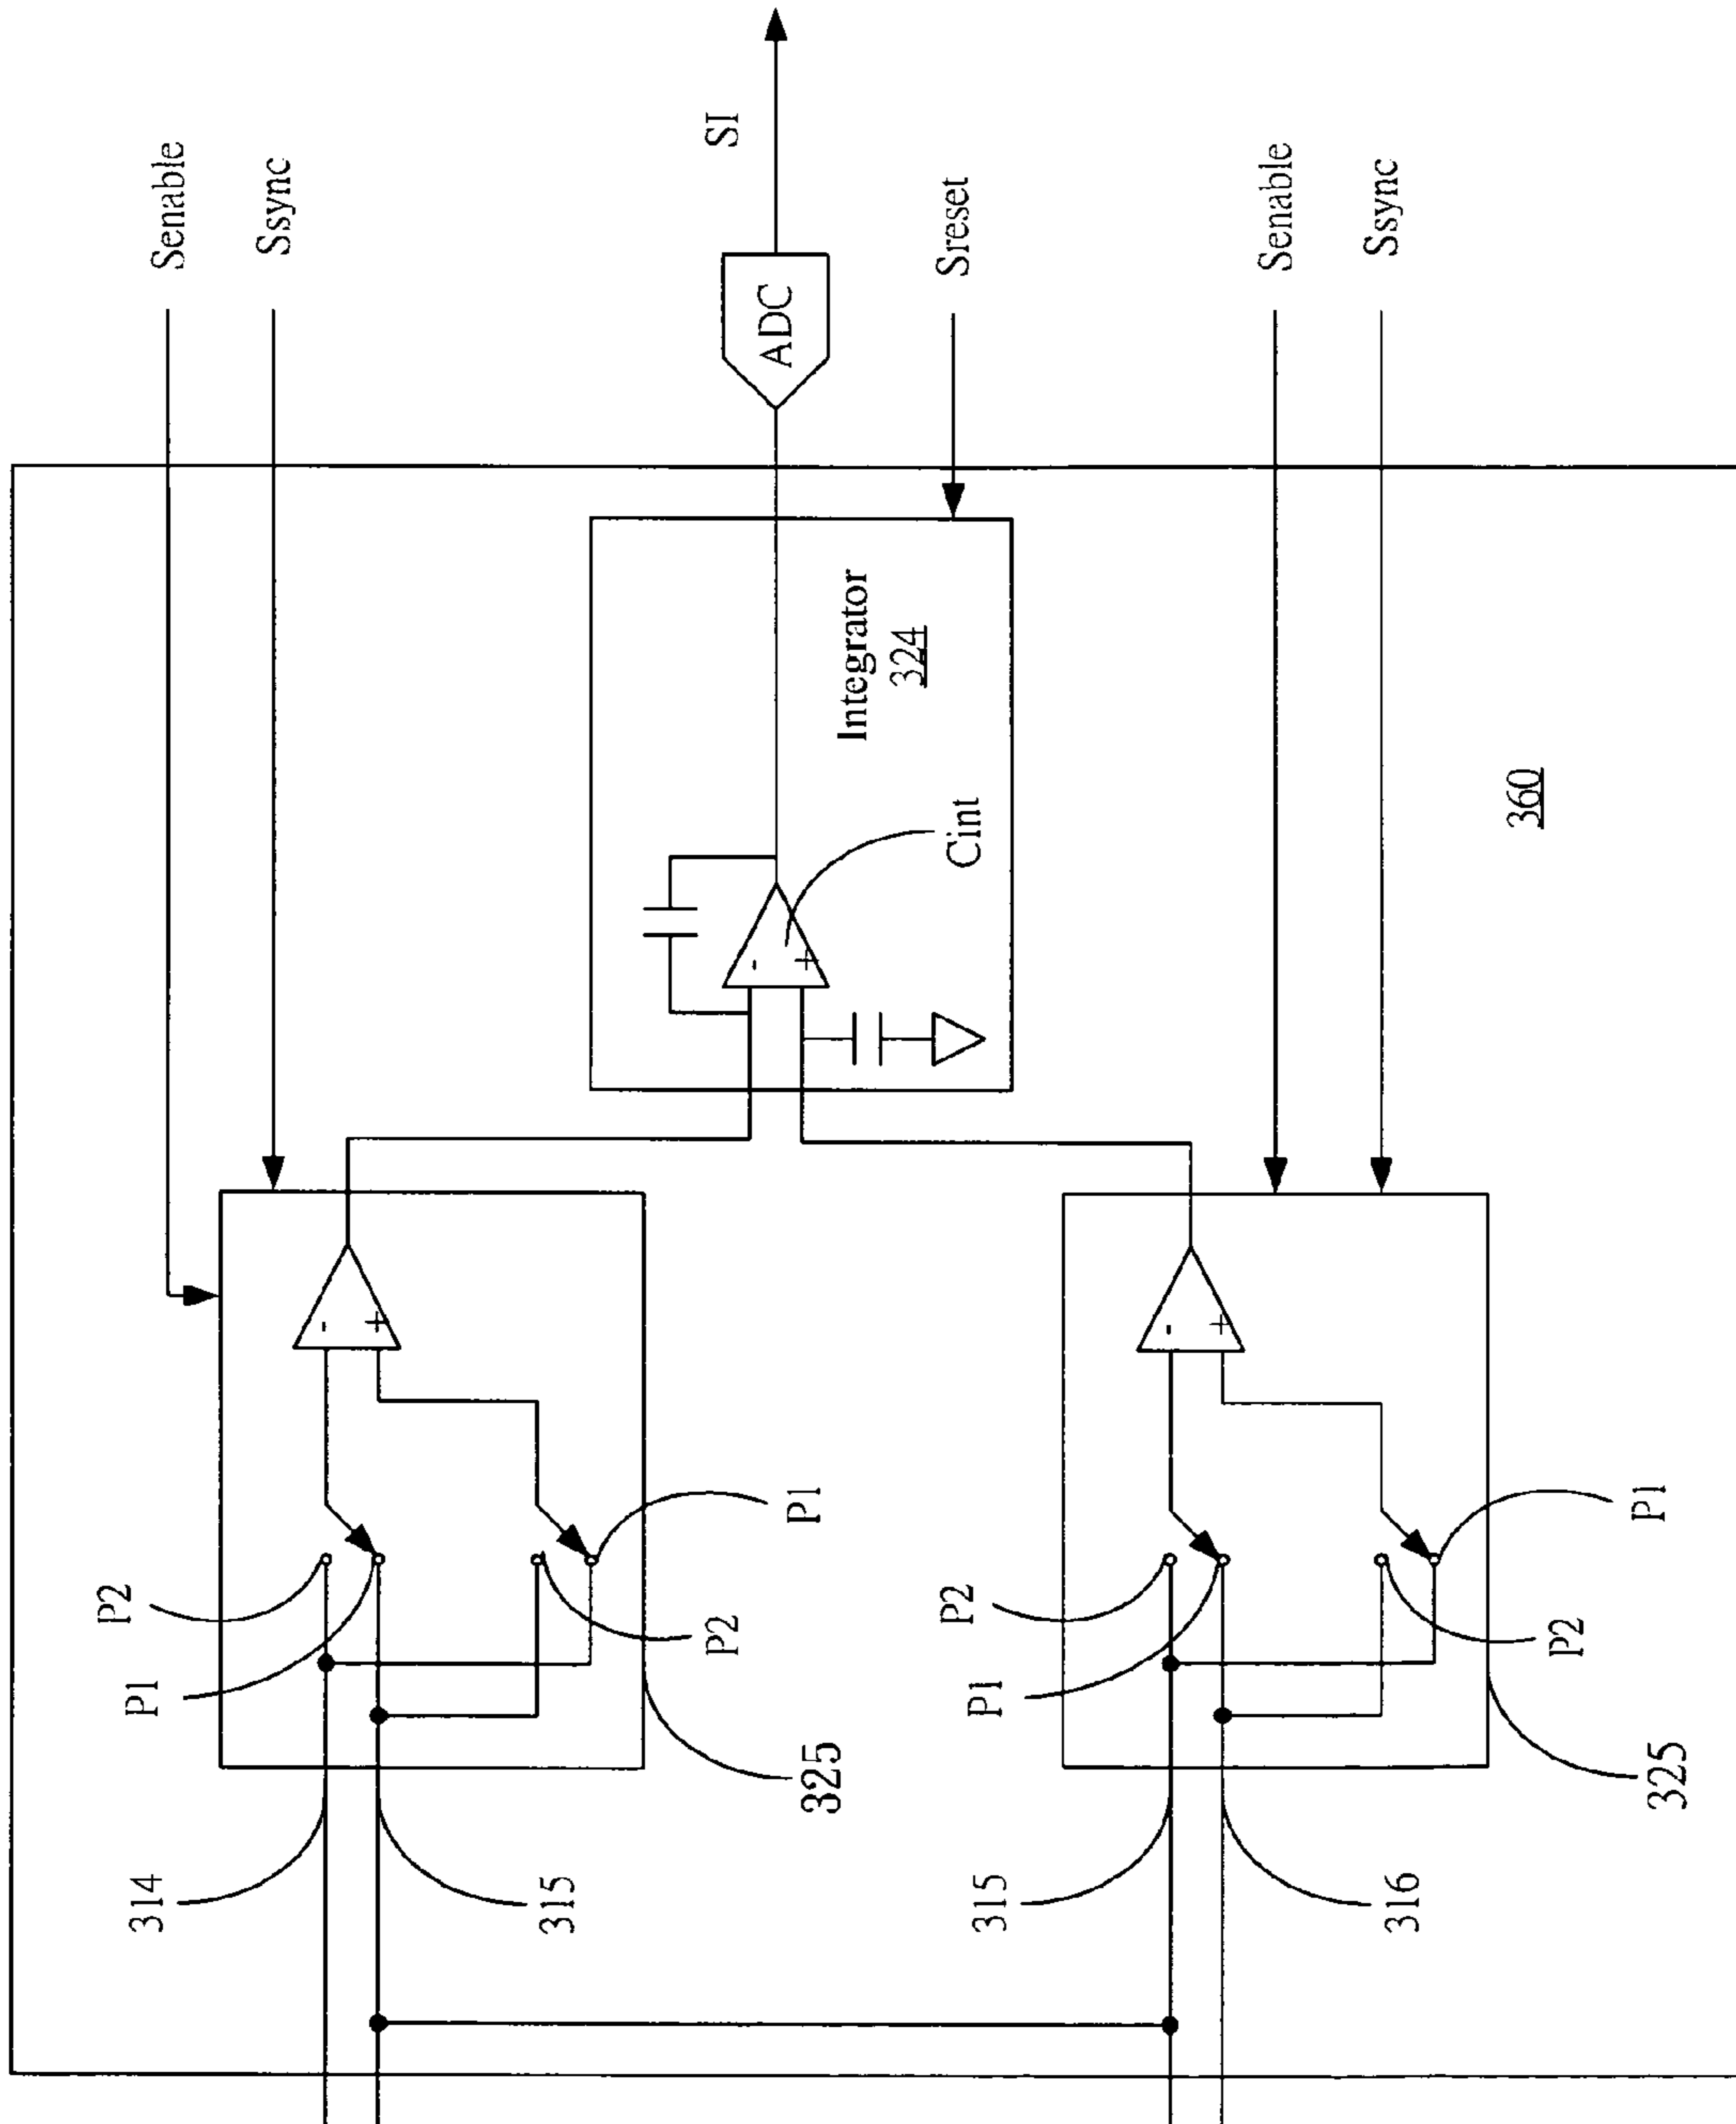 Senable
Ssync
SI
ADC
Sreset
Senable
Ssync
Integrator
324
-
+
Cint
360
-
+
-
+
P2
P1
P2
P1
P2
P1
P2
P1
325
325
314
315
315
316